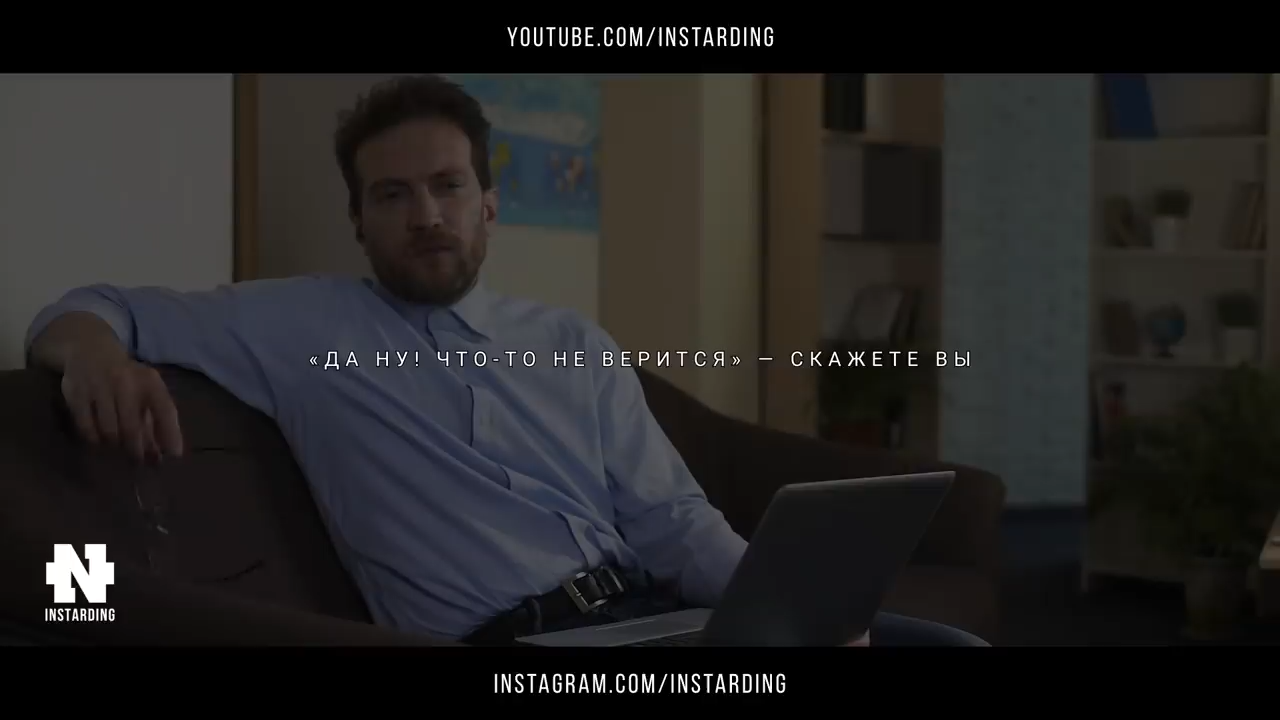 YOUTUBE.COM/INSTARDING
«ДА НУ! ЧТО-ТО НЕ ВЕРИТСЯ» — СКАЖЕТЕ ВЫ
N
INSTARDING
INSTAGRAM.COM/INSTARDING